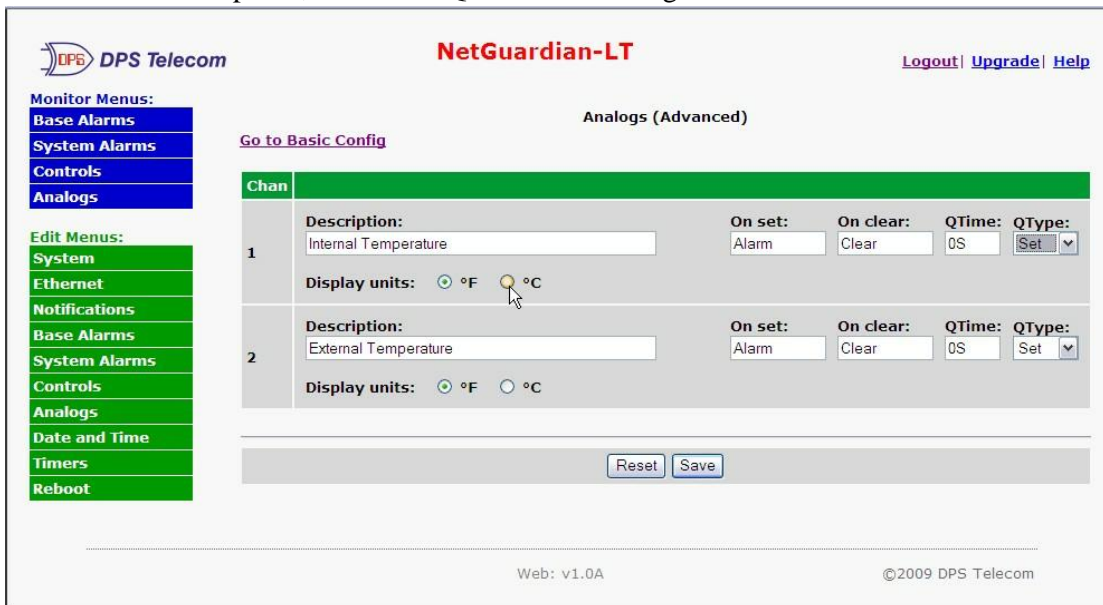 DPS DPS Telecom
NetGuardian-LT
Logout| Upgrade| Help
Monitor Menus:
Base Alarms
System Alarms
Controls
Analogs
Edit Menus:
System
Ethernet
Notifications
Base Alarms
System Alarms
Controls
Analogs
Date and Time
Timers
Reboot
Analogs (Advanced)
Go to Basic Config
Chan
1
Description: On set: On clear: QTime: QType:
Internal Temperature Alarm Clear 0S Set
Display units: °F °C
2
Description: On set: On clear: QTime: QType:
External Temperature Alarm Clear 0S Set
Display units: °F °C
Reset Save
Web: v1.0A ©2009 DPS Telecom